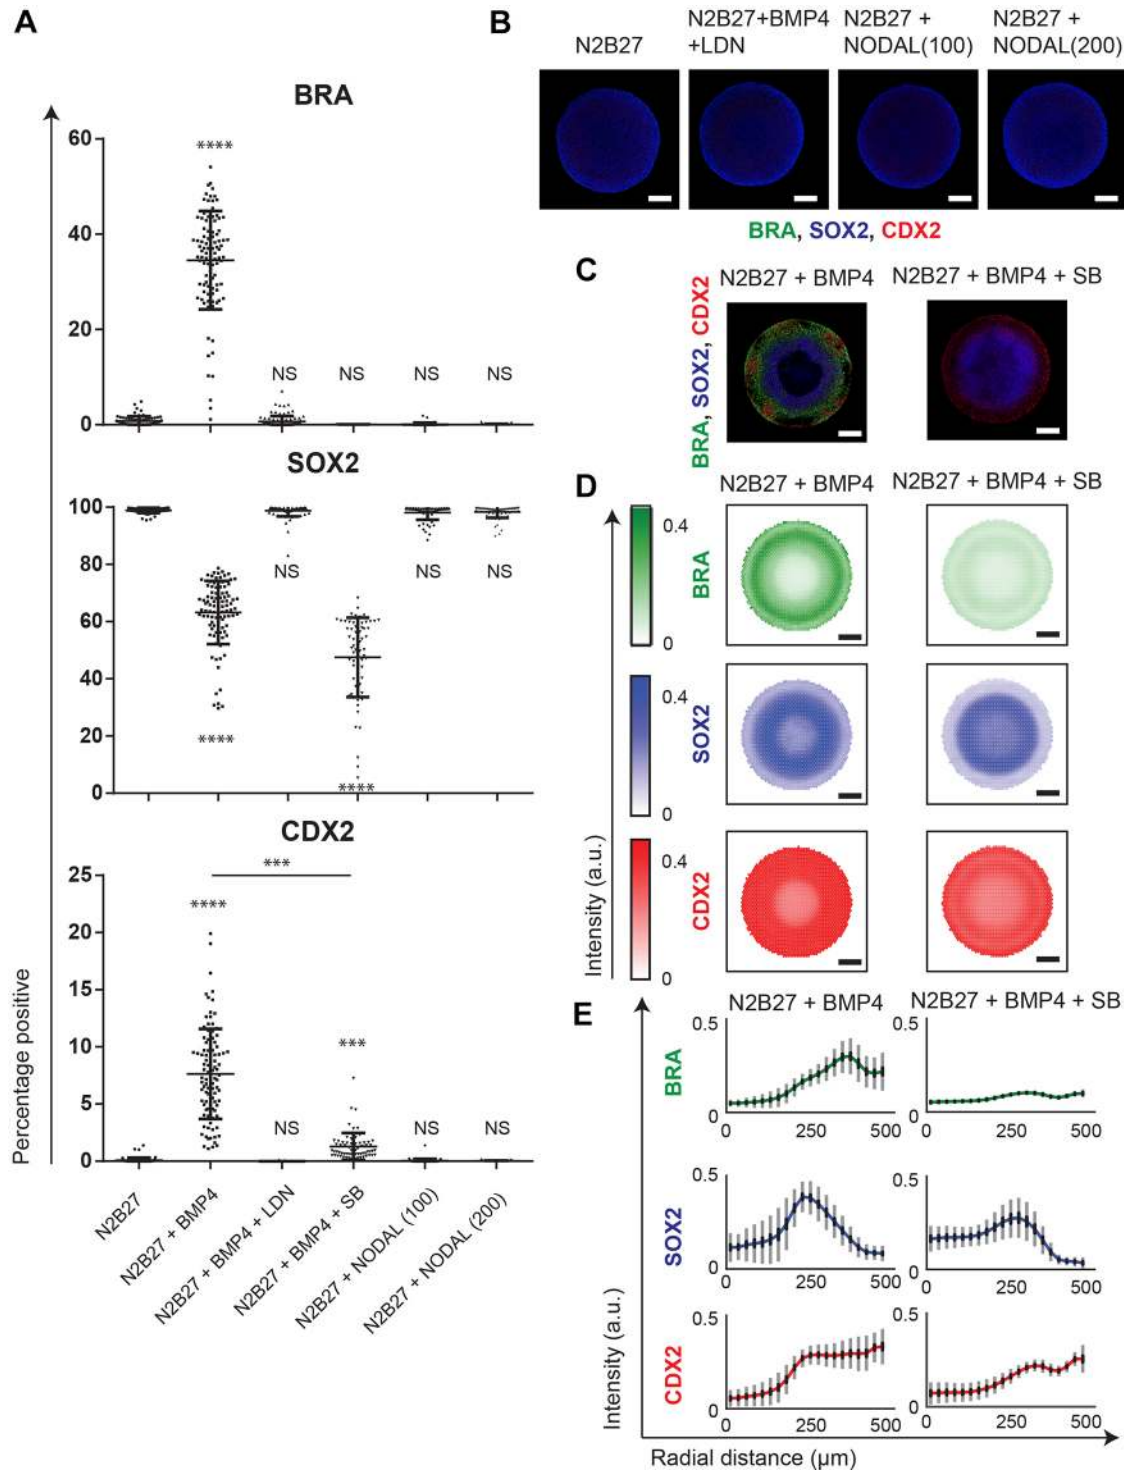 A
BRA
60
40
20
0
****
NS
NS
NS
NS
SOX2
100
80
60
40
20
0
****
NS
****
NS
NS
CDX2
25
20
15
10
5
0
***
****
NS
***
NS
NS
Percentage positive
N2B27
N2B27 + BMP4
N2B27 + BMP4 + LDN
N2B27 + BMP4 + SB
N2B27 + NODAL (100)
N2B27 + NODAL (200)
B
N2B27
N2B27+BMP4
+LDN
N2B27 +
NODAL(100)
N2B27 +
NODAL(200)
BRA, SOX2, CDX2
C
N2B27 + BMP4
N2B27 + BMP4 + SB
BRA, SOX2, CDX2
D
N2B27 + BMP4
N2B27 + BMP4 + SB
0.4
0
BRA
0.4
0
SOX2
0.4
0
CDX2
Intensity (a.u.)
E
N2B27 + BMP4
N2B27 + BMP4 + SB
BRA
0.5
0
0
250
500
0.5
0
0
250
500
SOX2
0.5
0
0
250
500
0.5
0
0
250
500
CDX2
0.5
0
0
250
500
0.5
0
0
250
500
Intensity (a.u.)
Radial distance (µm)